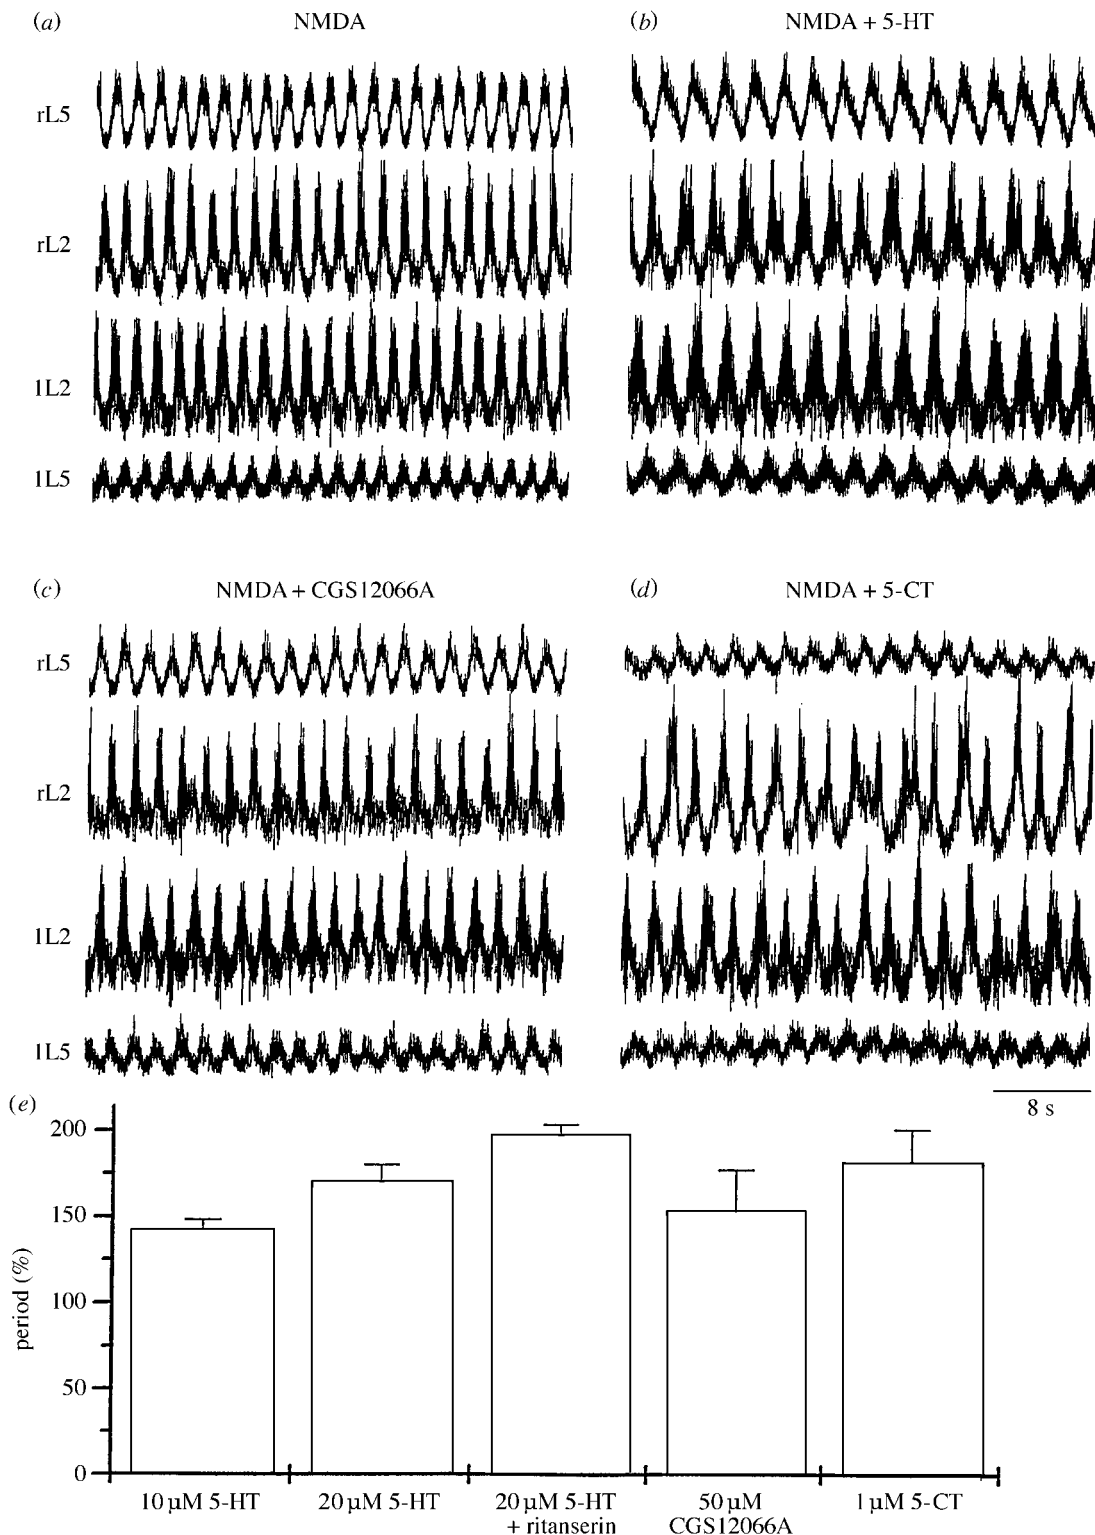 (a) NMDA
(b) NMDA + 5-HT
rL5
rL2
lL2
lL5
(c) NMDA + CGS12066A
(d) NMDA + 5-CT
rL5
rL2
lL2
lL5
8 s
(e)
200
150
100
50
0
period (%)
10 µM 5-HT
20 µM 5-HT
20 µM 5-HT
+ ritanserin
50 µM
CGS12066A
1 µM 5-CT